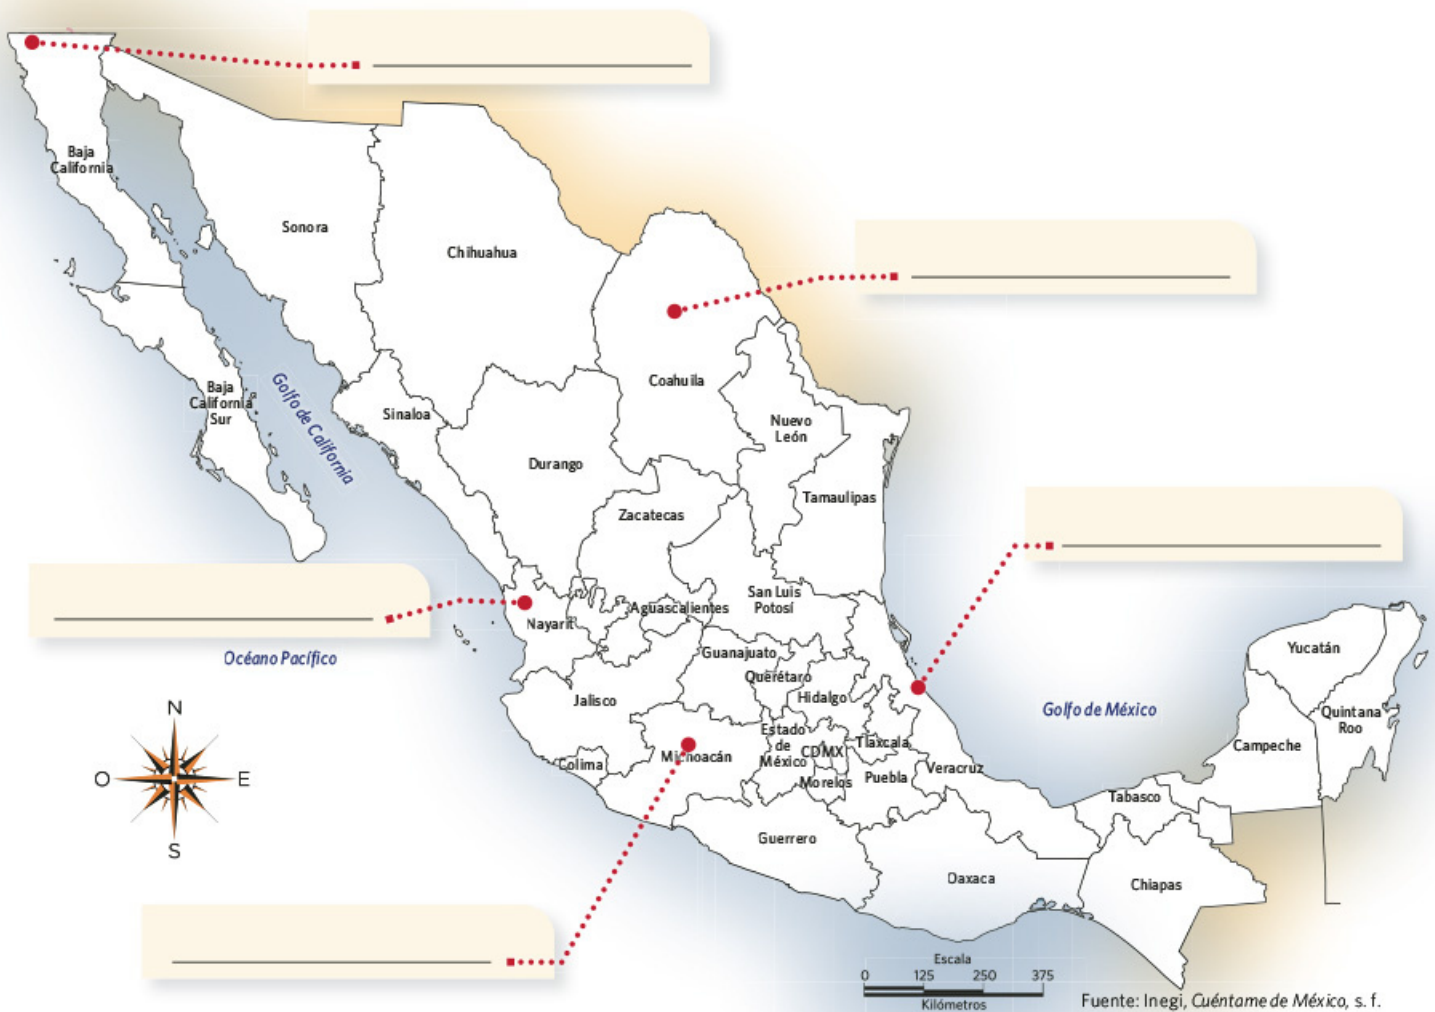 Baja
California
Sonora
Chihuahua
Coahuila
Nuevo
León
Tamaulipas
Baja
California
Sur
Golfo de California
Sinaloa
Durango
Zacatecas
San Luis
Potosí
Aguascalientes
Nayarit
Océano Pacífico
Guanajuato
Querétaro
Hidalgo
Jalisco
Colima
Michoacán
Estado
de
México
CDMX
Tlaxcala
Morelos
Puebla
Veracruz
Golfo de México
Yucatán
Quintana
Roo
Campeche
Tabasco
Guerrero
Oaxaca
Chiapas
N
O
E
S
Escala
0 125 250 375
Kilómetros
Fuente: Inegi, Cuéntame de México, s. f.